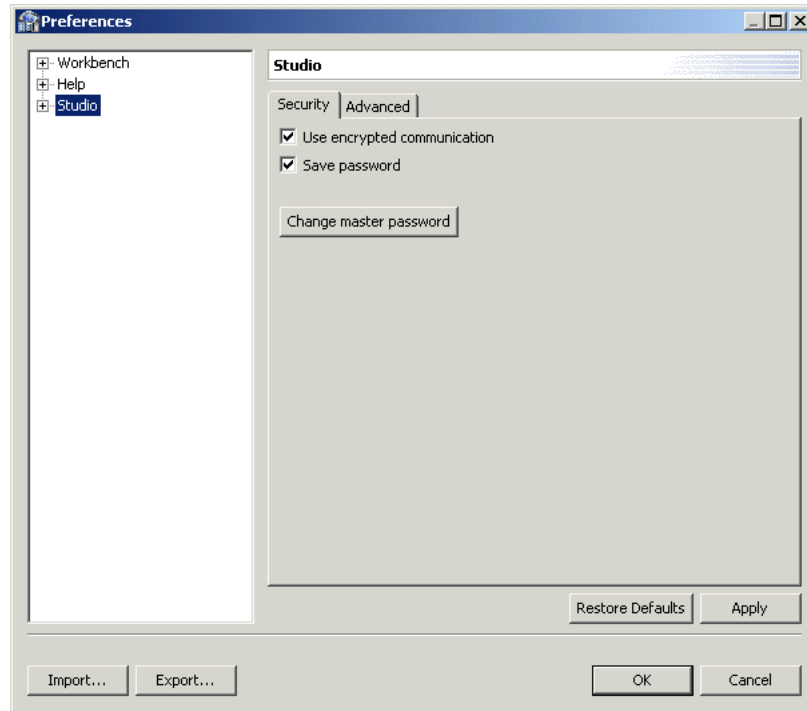 Preferences
Workbench
Help
Studio
Studio
Security
Advanced
Use encrypted communication
Save password
Change master password
Restore Defaults
Apply
Import...
Export...
OK
Cancel